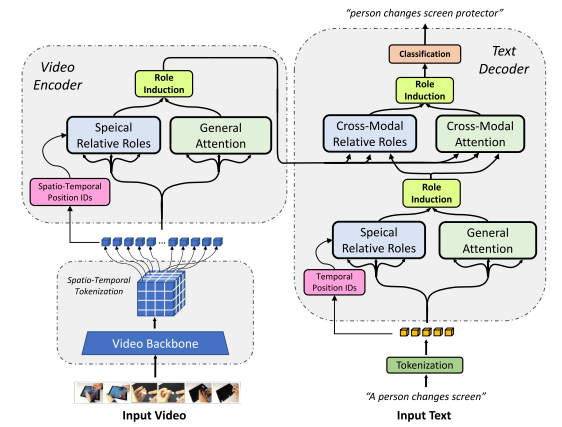 “person changes screen protector”
Video
Encoder
Role
Induction
Speical
Relative Roles
General
Attention
Spatio-Temporal
Position IDs
...
Spatio-Temporal
Tokenization
Video Backbone
Input Video
Text
Decoder
Classification
Role
Induction
Cross-Modal
Relative Roles
Cross-Modal
Attention
Role
Induction
Speical
Relative Roles
General
Attention
Temporal
Position IDs
Tokenization
“A person changes screen”
Input Text